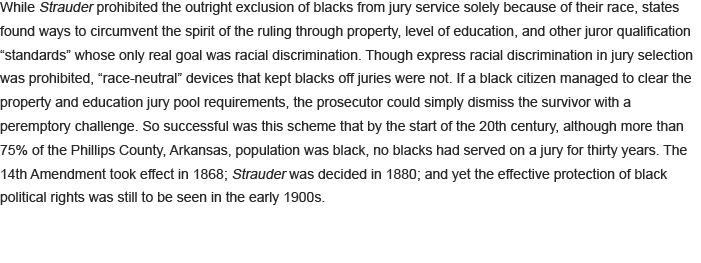 While Strauder prohibited the outright exclusion of blacks from jury service solely because of their race, states
found ways to circumvent the spirit of the ruling through property, level of education, and other juror qualification
“standards” whose only real goal was racial discrimination. Though express racial discrimination in jury selection
was prohibited, “race-neutral” devices that kept blacks off juries were not. If a black citizen managed to clear the
property and education jury pool requirements, the prosecutor could simply dismiss the survivor with a
peremptory challenge. So successful was this scheme that by the start of the 20th century, although more than
75% of the Phillips County, Arkansas, population was black, no blacks had served on a jury for thirty years. The
14th Amendment took effect in 1868; Strauder was decided in 1880; and yet the effective protection of black
political rights was still to be seen in the early 1900s.